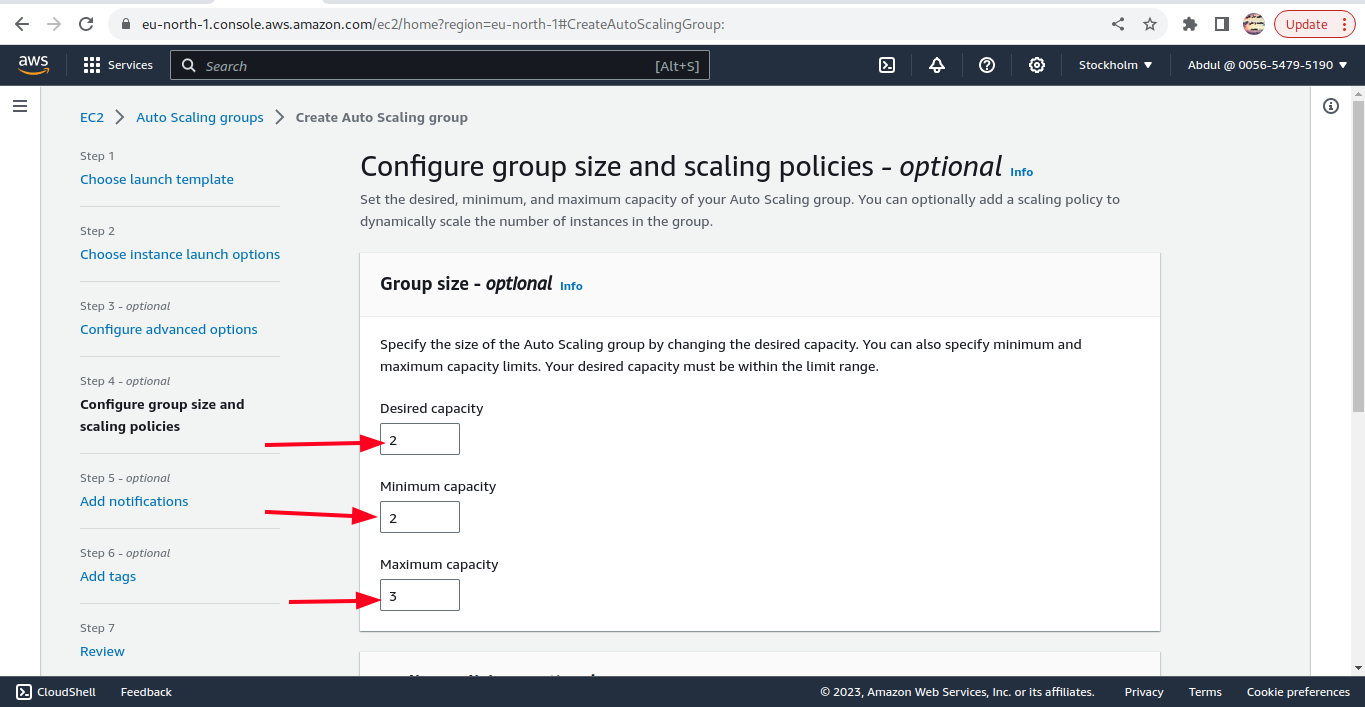 eu-north-1.console.aws.amazon.com/ec2/home?region=eu-north-1#CreateAutoScalingGroup:
Update
aws
Services
Search
[Alt+S]
Stockholm
Abdul @ 0056-5479-5190
EC2
Auto Scaling groups
Create Auto Scaling group
Step 1
Choose launch template
Step 2
Choose instance launch options
Step 3 - optional
Configure advanced options
Step 4 - optional
Configure group size and
scaling policies
Step 5 - optional
Add notifications
Step 6 - optional
Add tags
Step 7
Review
Configure group size and scaling policies - optional Info
Set the desired, minimum, and maximum capacity of your Auto Scaling group. You can optionally add a scaling policy to
dynamically scale the number of instances in the group.
Group size - optional Info
Specify the size of the Auto Scaling group by changing the desired capacity. You can also specify minimum and
maximum capacity limits. Your desired capacity must be within the limit range.
Desired capacity
2
Minimum capacity
2
Maximum capacity
3
CloudShell
Feedback
© 2023, Amazon Web Services, Inc. or its affiliates.
Privacy
Terms
Cookie preferences